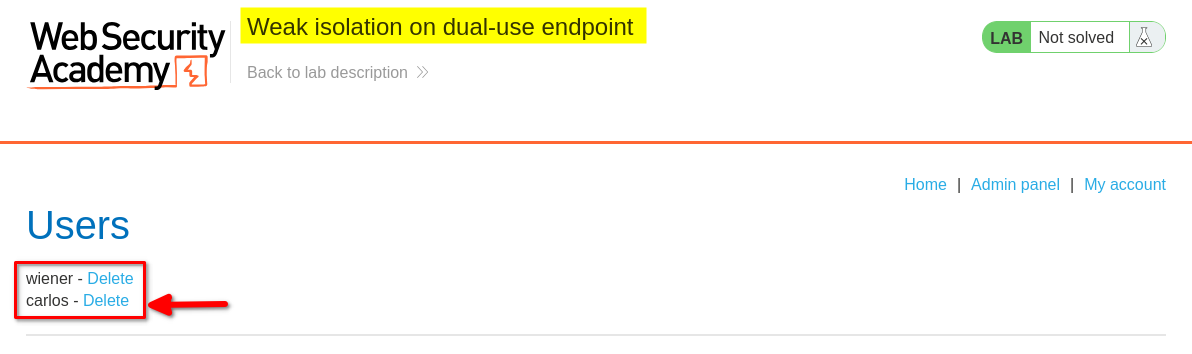 Web Security
Academy
Weak isolation on dual-use endpoint
Back to lab description
LAB Not solved
Home | Admin panel | My account
Users
wiener - Delete
carlos - Delete